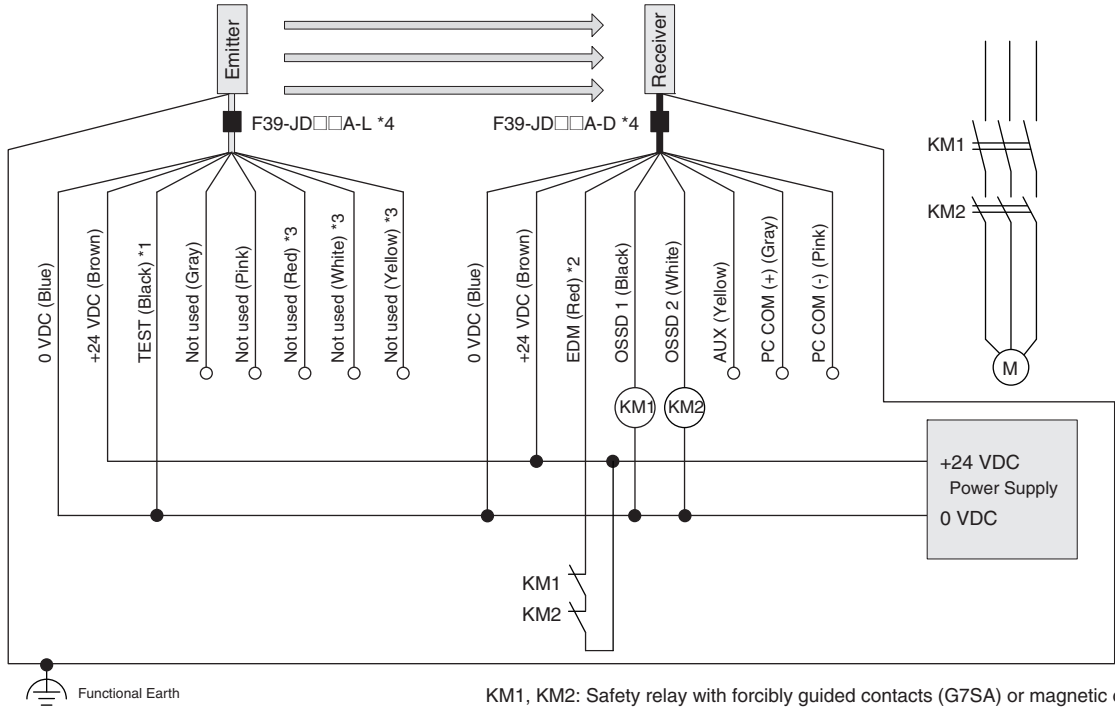 Emitter
Receiver
F39-JD□□A-L *4
F39-JD□□A-D *4
KM1
KM2
0 VDC (Blue)
+24 VDC (Brown)
TEST (Black) *1
Not used (Gray)
Not used (Pink)
Not used (Red) *3
Not used (White) *3
Not used (Yellow) *3
0 VDC (Blue)
+24 VDC (Brown)
EDM (Red) *2
OSSD 1 (Black)
OSSD 2 (White)
AUX (Yellow)
PC COM (+) (Gray)
PC COM (-) (Pink)
M
KM1
KM2
+24 VDC
Power Supply
0 VDC
KM1
KM2
Functional Earth
KM1, KM2: Safety relay with forcibly guided contacts (G7SA) or magnetic